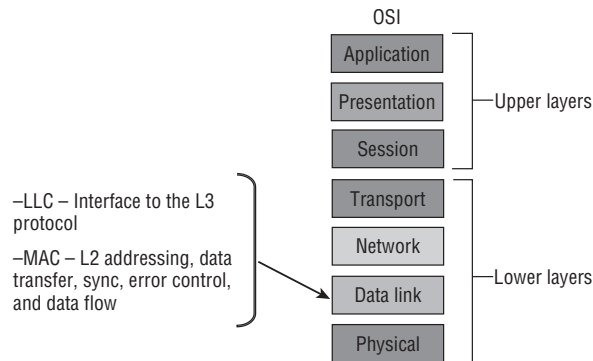 OSI
Application
Presentation
Session
Upper layers
–LLC – Interface to the L3
protocol
–MAC – L2 addressing, data
transfer, sync, error control,
and data flow
Transport
Network
Data link
Physical
Lower layers